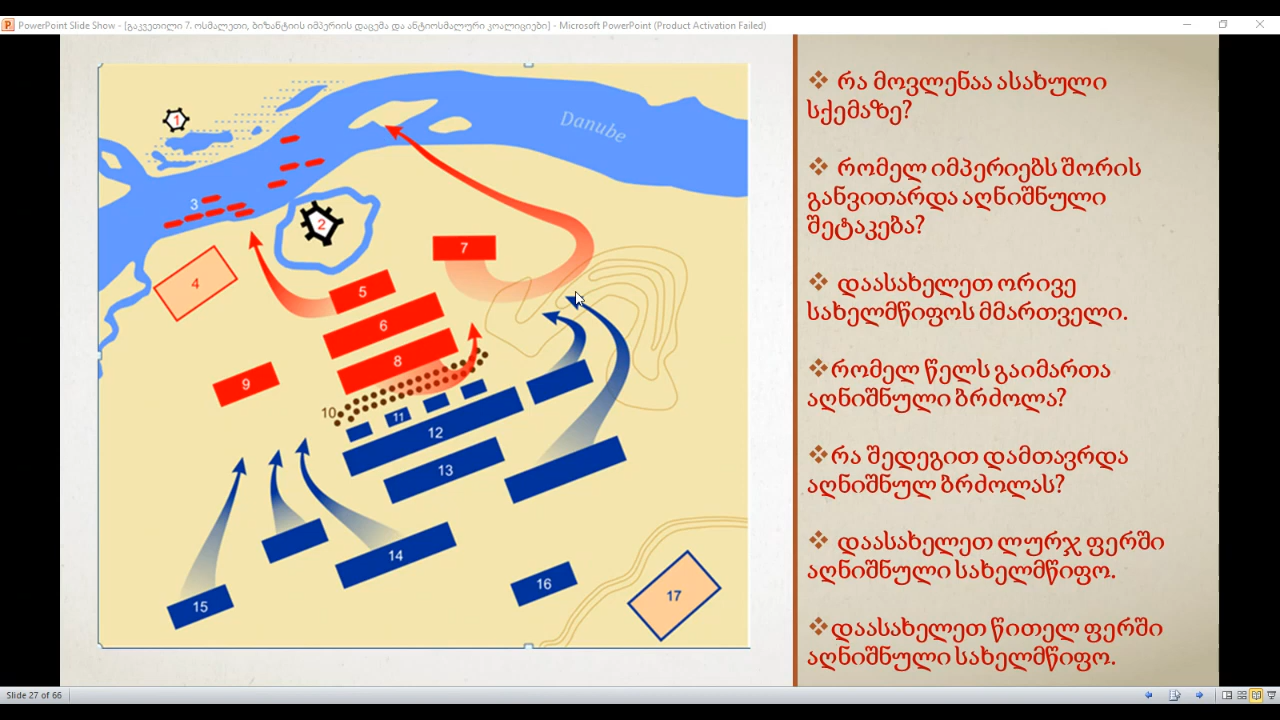 PowerPoint Slide Show - [გაკვეთილი 7. ოსმალეთი, ბიზანტიის იმპერიის დაცემა და ანტიოსმალური კოალიციები] - Microsoft PowerPoint (Product Activation Failed)
Danube
1
2
3
4
5
6
7
8
9
10
11
12
13
14
15
16
17
❖ რა მოვლენაა ასახული
სქემაზე?
❖ რომელ იმპერიებს შორის
განვითარდა აღნიშნული
შეტაკება?
❖ დაასახელეთ ორივე
სახელმწიფოს მმართველი.
❖რომელ წელს გაიმართა
აღნიშნული ბრძოლა?
❖რა შედეგით დამთავრდა
აღნიშნულ ბრძოლას?
❖ დაასახელეთ ლურჯ ფერში
აღნიშნული სახელმწიფო.
❖დაასახელეთ წითელ ფერში
აღნიშნული სახელმწიფო.
Slide 27 of 66